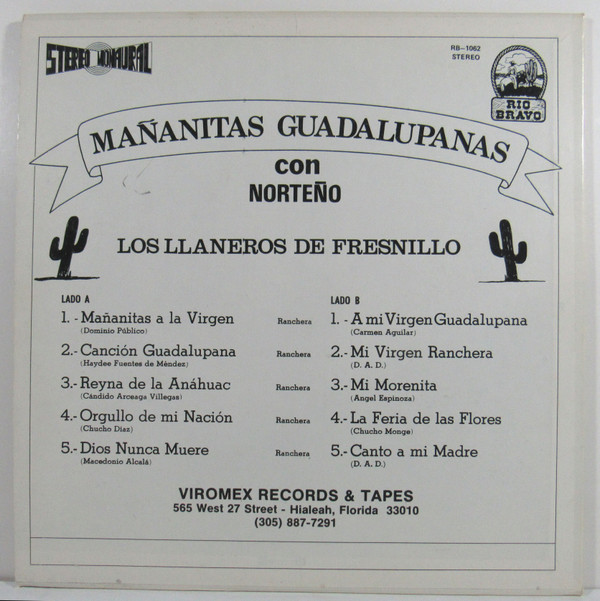 STEREO MONAURAL
RB-1062
STEREO
RIO
BRAVO
MAÑANITAS GUADALUPANAS
con
NORTEÑO
LOS LLANEROS DE FRESNILLO
LADO A
1. - Mañanitas a la Virgen Ranchera
(Dominio Público)
2.- Canción Guadalupana Ranchera
(Haydee Fuentes de Méndez)
3.- Reyna de la Anáhuac Ranchera
(Cándido Arceaga Villegas)
4.- Orgullo de mi Nación Ranchera
(Chucho Díaz)
5.- Dios Nunca Muere Ranchera
(Macedonio Alcalá)
LADO B
1. - A mi Virgen Guadalupana
(Carmen Aguilar)
2.- Mi Virgen Ranchera
(D. A. D.)
3.- Mi Morenita
(Angel Espinoza)
4.- La Feria de las Flores
(Chucho Monge)
5.- Canto a mi Madre
(D. A. D.)
VIROMEX RECORDS & TAPES
565 West 27 Street - Hialeah, Florida 33010
(305) 887-7291